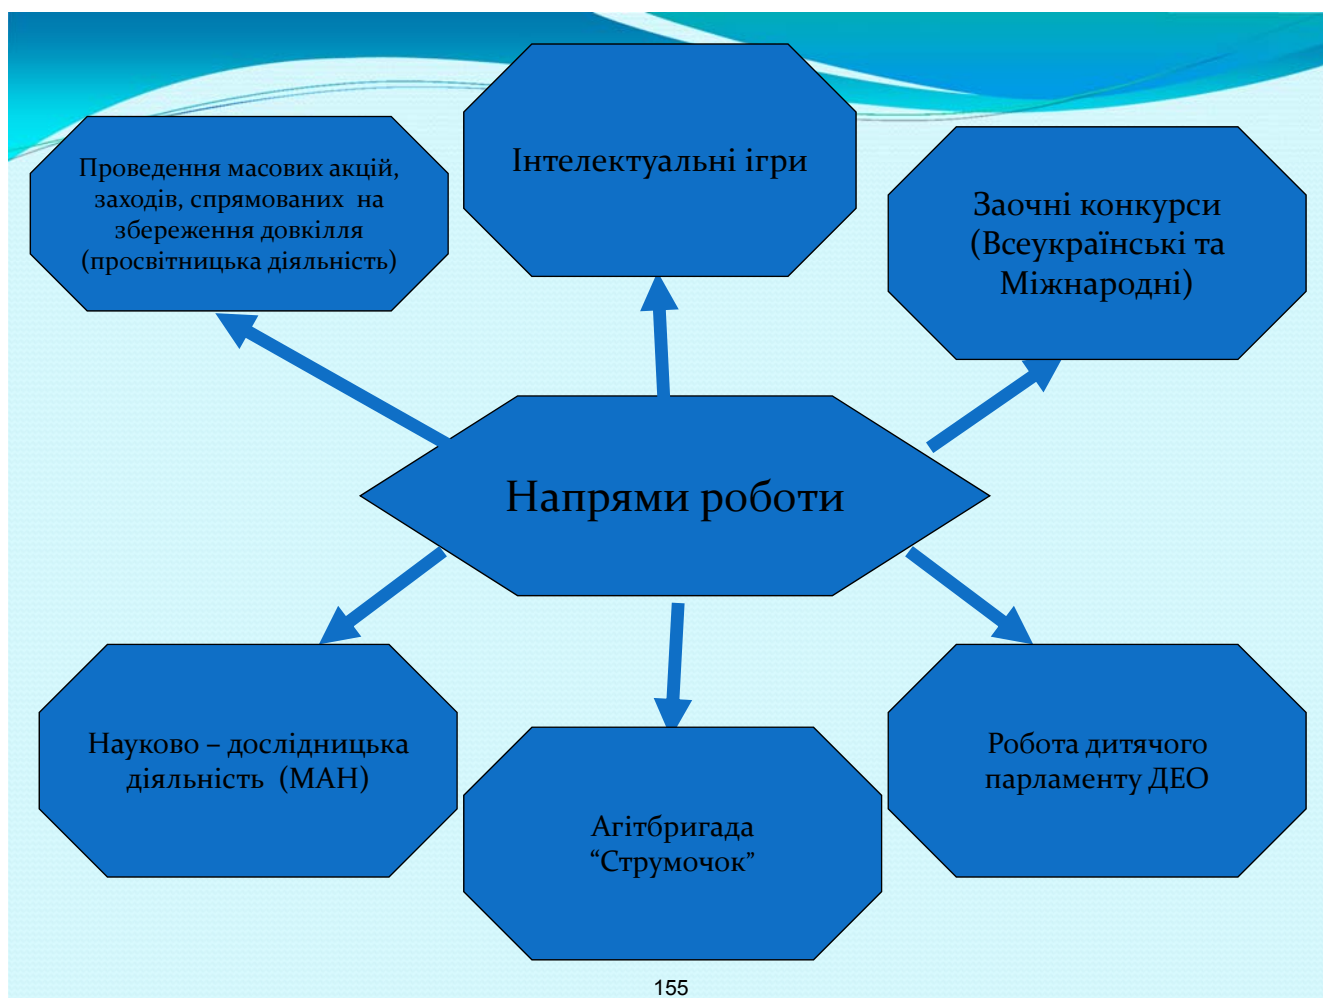 Проведення масових акцій,
заходів, спрямованих на
збереження довкілля
(просвітницька діяльність)
Інтелектуальні ігри
Заочні конкурси
(Всеукраїнські та
Міжнародні)
Напрями роботи
Науково – дослідницька
діяльність (МАН)
Агітбригада
“Струмочок”
Робота дитячого
парламенту ДЕО
155